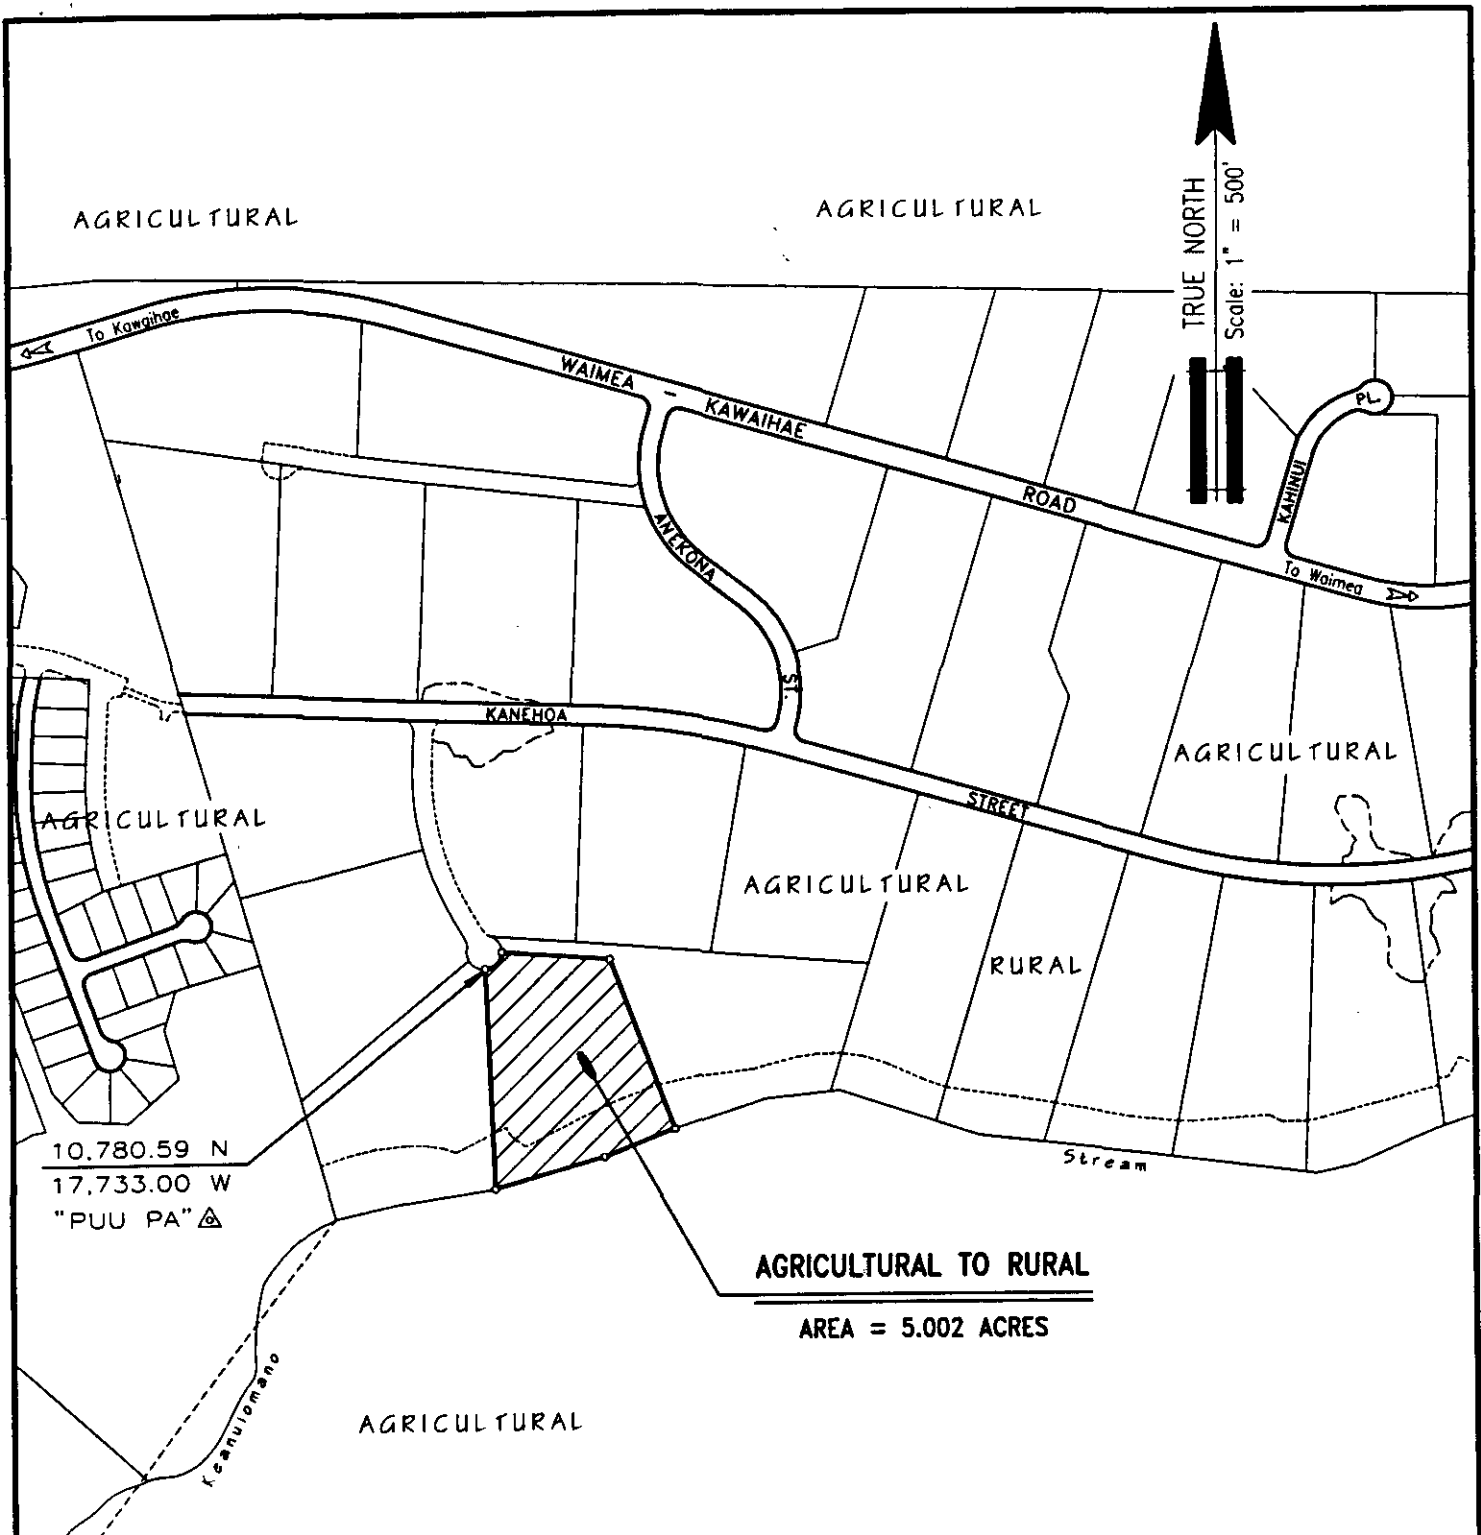 AGRICULTURAL
AGRICULTURAL
TRUE NORTH
Scale: 1" = 500'
To Kawaihae
WAIMEA - KAWAIHAE ROAD
PL.
KAHINUI
To Waimea
ANEKONA
ST.
KANEHOA
STREET
AGRICULTURAL
AGRICULTURAL
AGRICULTURAL
RURAL
10,780.59 N
17,733.00 W
"PUU PA"
Stream
AGRICULTURAL TO RURAL
AREA = 5.002 ACRES
Keanuiomano
AGRICULTURAL